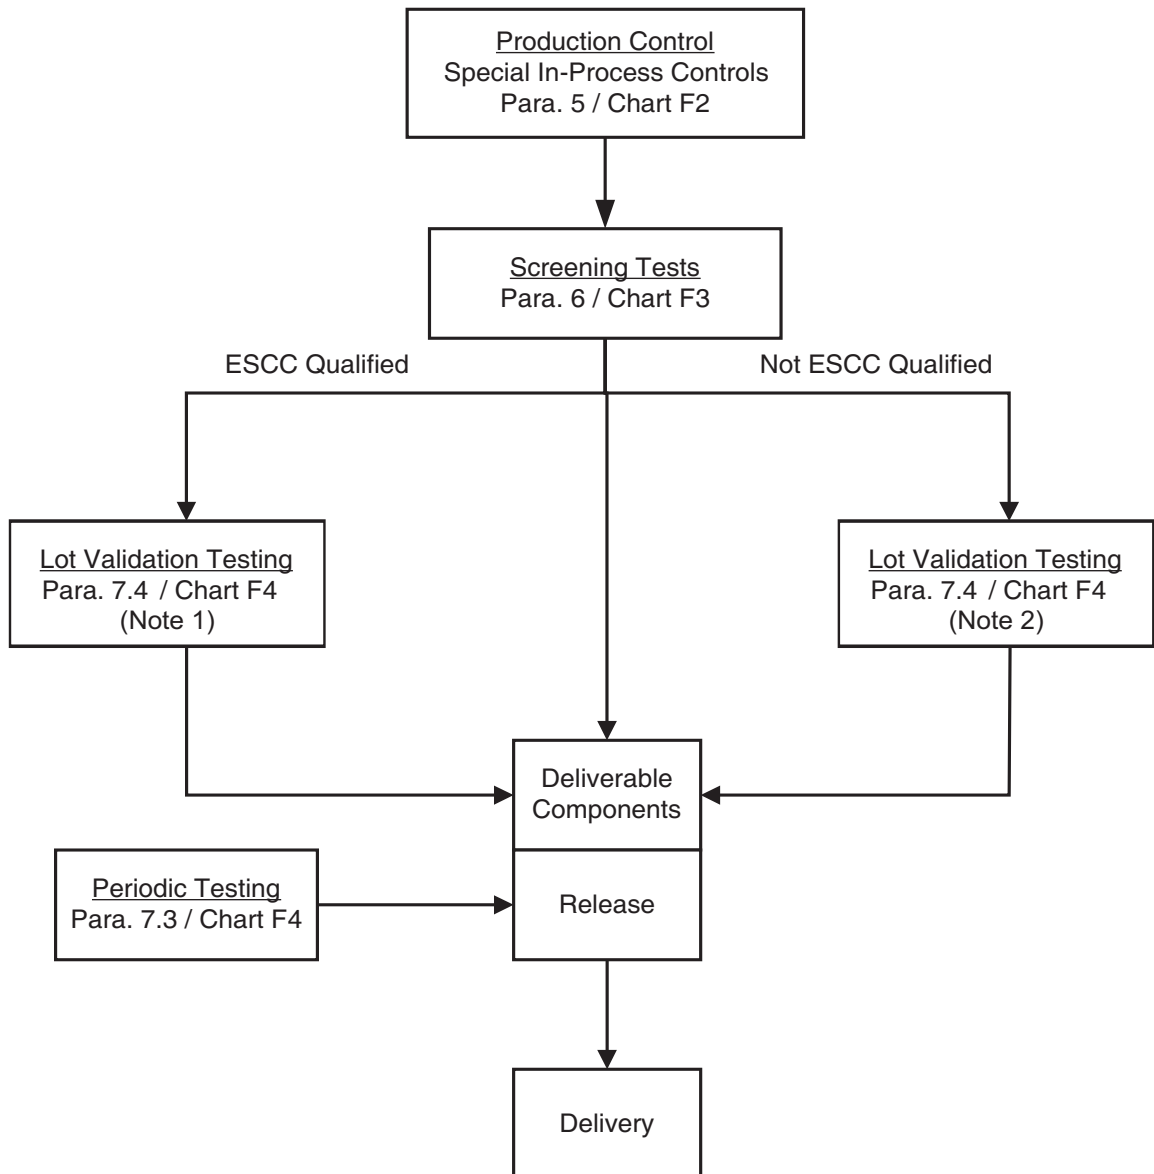 Production Control
Special In-Process Controls
Para. 5 / Chart F2
Screening Tests
Para. 6 / Chart F3
ESCC Qualified
Not ESCC Qualified
Lot Validation Testing
Para. 7.4 / Chart F4
(Note 1)
Lot Validation Testing
Para. 7.4 / Chart F4
(Note 2)
Deliverable
Components
Periodic Testing
Para. 7.3 / Chart F4
Release
Delivery